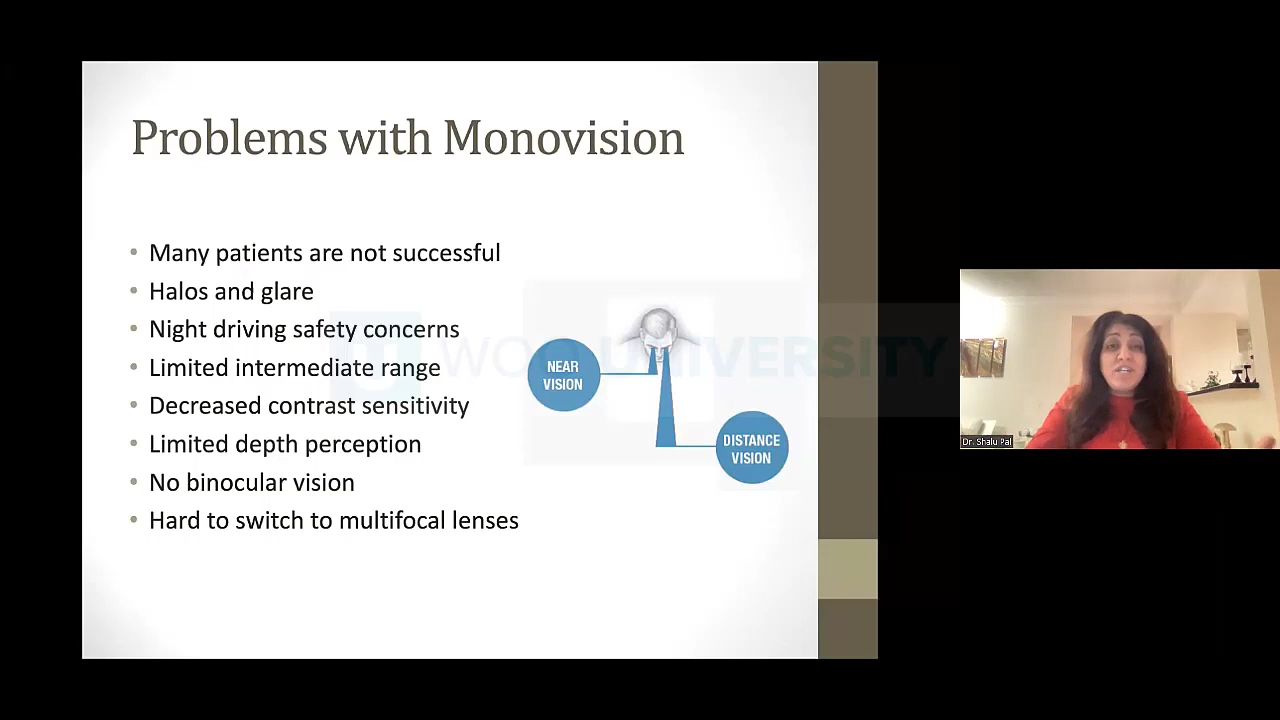 Problems with Monovision
• Many patients are not successful
• Halos and glare
• Night driving safety concerns
• Limited intermediate range
• Decreased contrast sensitivity
• Limited depth perception
• No binocular vision
• Hard to switch to multifocal lenses
NEAR
VISION
DISTANCE
VISION
WOO UNIVERSITY
Dr. Shalu Pal